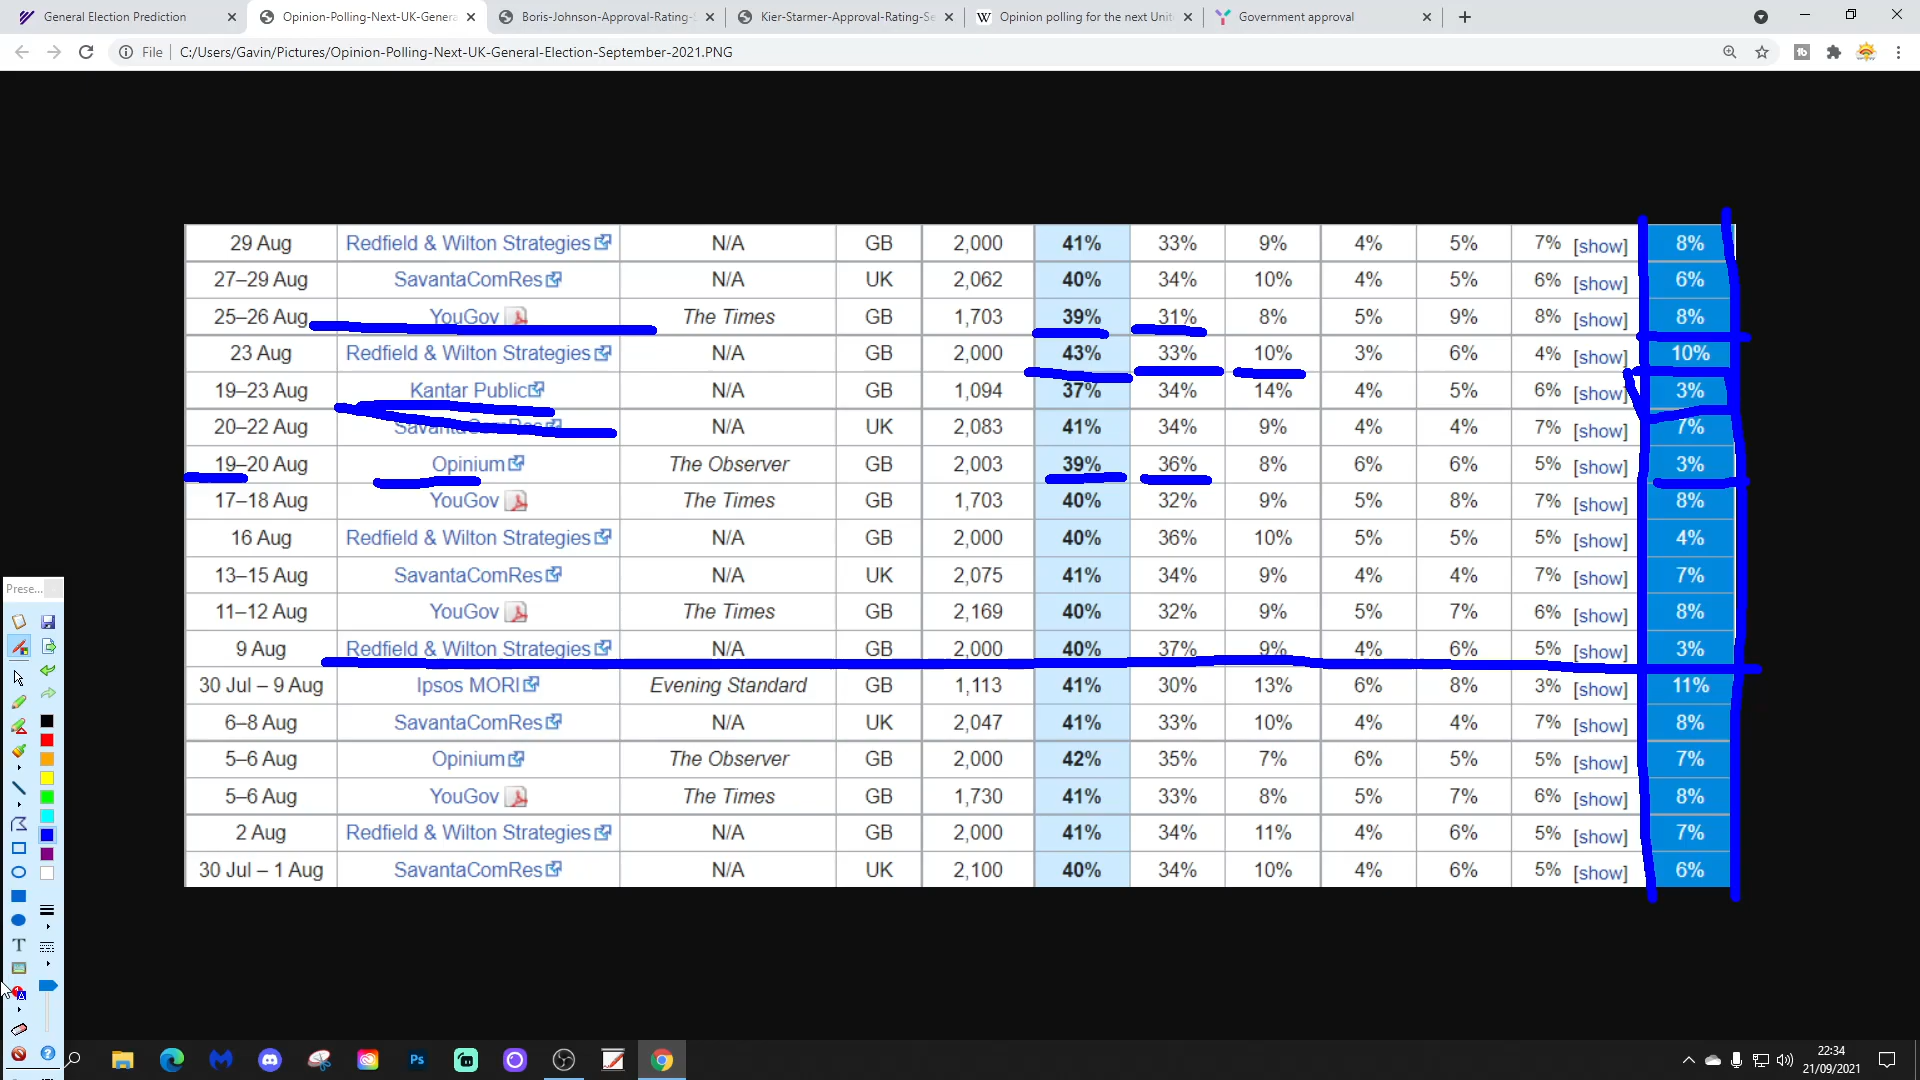 General Election Prediction
Opinion-Polling-Next-UK-Genera
Boris-Johnson-Approval-Rating-S
Kier-Starmer-Approval-Rating-Se
W Opinion polling for the next Unit
Government approval
File C:/Users/Gavin/Pictures/Opinion-Polling-Next-UK-General-Election-September-2021.PNG
29 Aug Redfield & Wilton Strategies N/A GB 2,000 41% 33% 9% 4% 5% 7% [show] 8%
27–29 Aug SavantaComRes N/A UK 2,062 40% 34% 10% 4% 5% 6% [show] 6%
25–26 Aug YouGov The Times GB 1,703 39% 31% 8% 5% 9% 8% [show] 8%
23 Aug Redfield & Wilton Strategies N/A GB 2,000 43% 33% 10% 3% 6% 4% [show] 10%
19–23 Aug Kantar Public N/A GB 1,094 37% 34% 14% 4% 5% 6% [show] 3%
20–22 Aug SavantaComRes N/A UK 2,083 41% 34% 9% 4% 4% 7% [show] 7%
19–20 Aug Opinium The Observer GB 2,003 39% 36% 8% 6% 6% 5% [show] 3%
17–18 Aug YouGov The Times GB 1,703 40% 32% 9% 5% 8% 7% [show] 8%
16 Aug Redfield & Wilton Strategies N/A GB 2,000 40% 36% 10% 5% 5% 5% [show] 4%
13–15 Aug SavantaComRes N/A UK 2,075 41% 34% 9% 4% 4% 7% [show] 7%
11–12 Aug YouGov The Times GB 2,169 40% 32% 9% 5% 7% 6% [show] 8%
9 Aug Redfield & Wilton Strategies N/A GB 2,000 40% 37% 9% 4% 6% 5% [show] 3%
30 Jul – 9 Aug Ipsos MORI Evening Standard GB 1,113 41% 30% 13% 6% 8% 3% [show] 11%
6–8 Aug SavantaComRes N/A UK 2,047 41% 33% 10% 4% 4% 7% [show] 8%
5–6 Aug Opinium The Observer GB 2,000 42% 35% 7% 6% 5% 5% [show] 7%
5–6 Aug YouGov The Times GB 1,730 41% 33% 8% 5% 7% 6% [show] 8%
2 Aug Redfield & Wilton Strategies N/A GB 2,000 41% 34% 11% 4% 6% 5% [show] 7%
30 Jul – 1 Aug SavantaComRes N/A UK 2,100 40% 34% 10% 4% 6% 5% [show] 6%
Prese...
T
Ps
22:34
21/09/2021